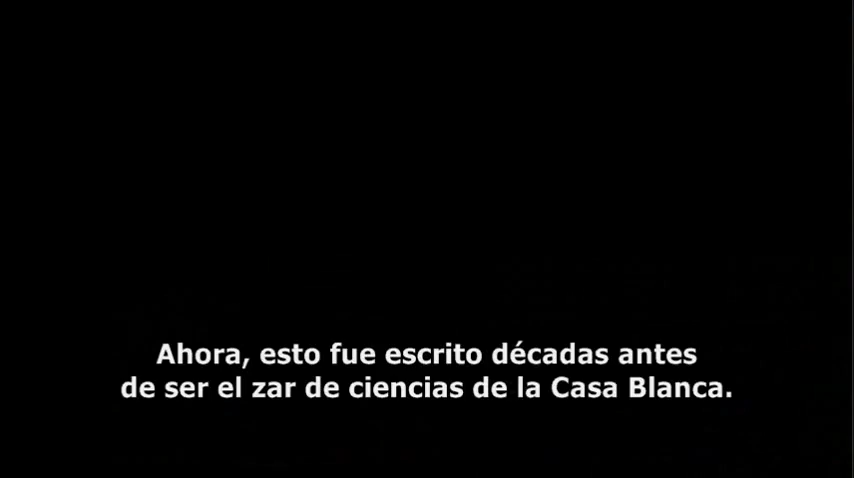 Ahora, esto fue escrito décadas antes
de ser el zar de ciencias de la Casa Blanca.